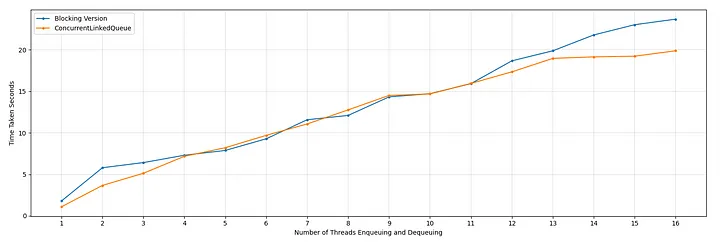 Blocking Version
ConcurrentLinkedQueue
Time Taken Seconds
20
15
10
5
0
1 2 3 4 5 6 7 8 9 10 11 12 13 14 15 16
Number of Threads Enqueuing and Dequeuing